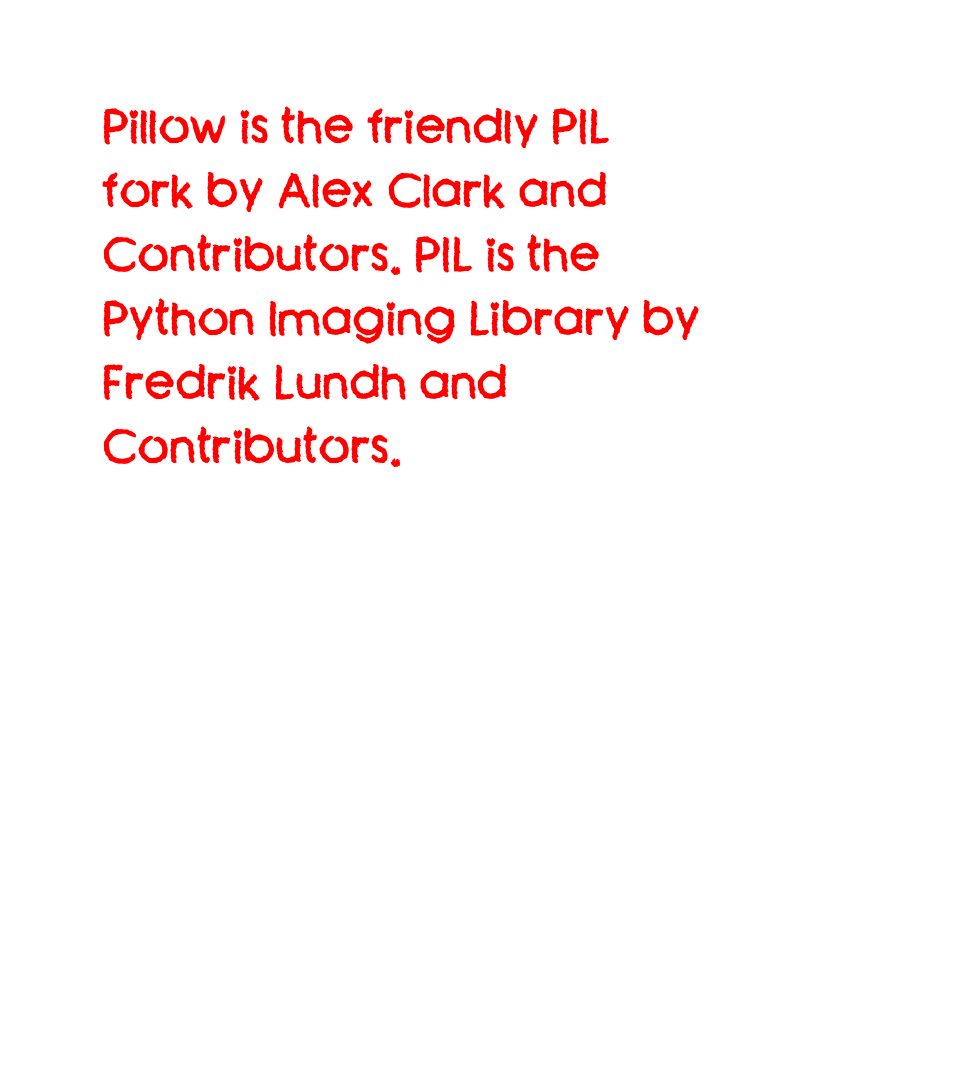 Pillow is the friendly PIL
fork by Alex Clark and
Contributors. PIL is the
Python Imaging Library by
Fredrik Lundh and
Contributors.